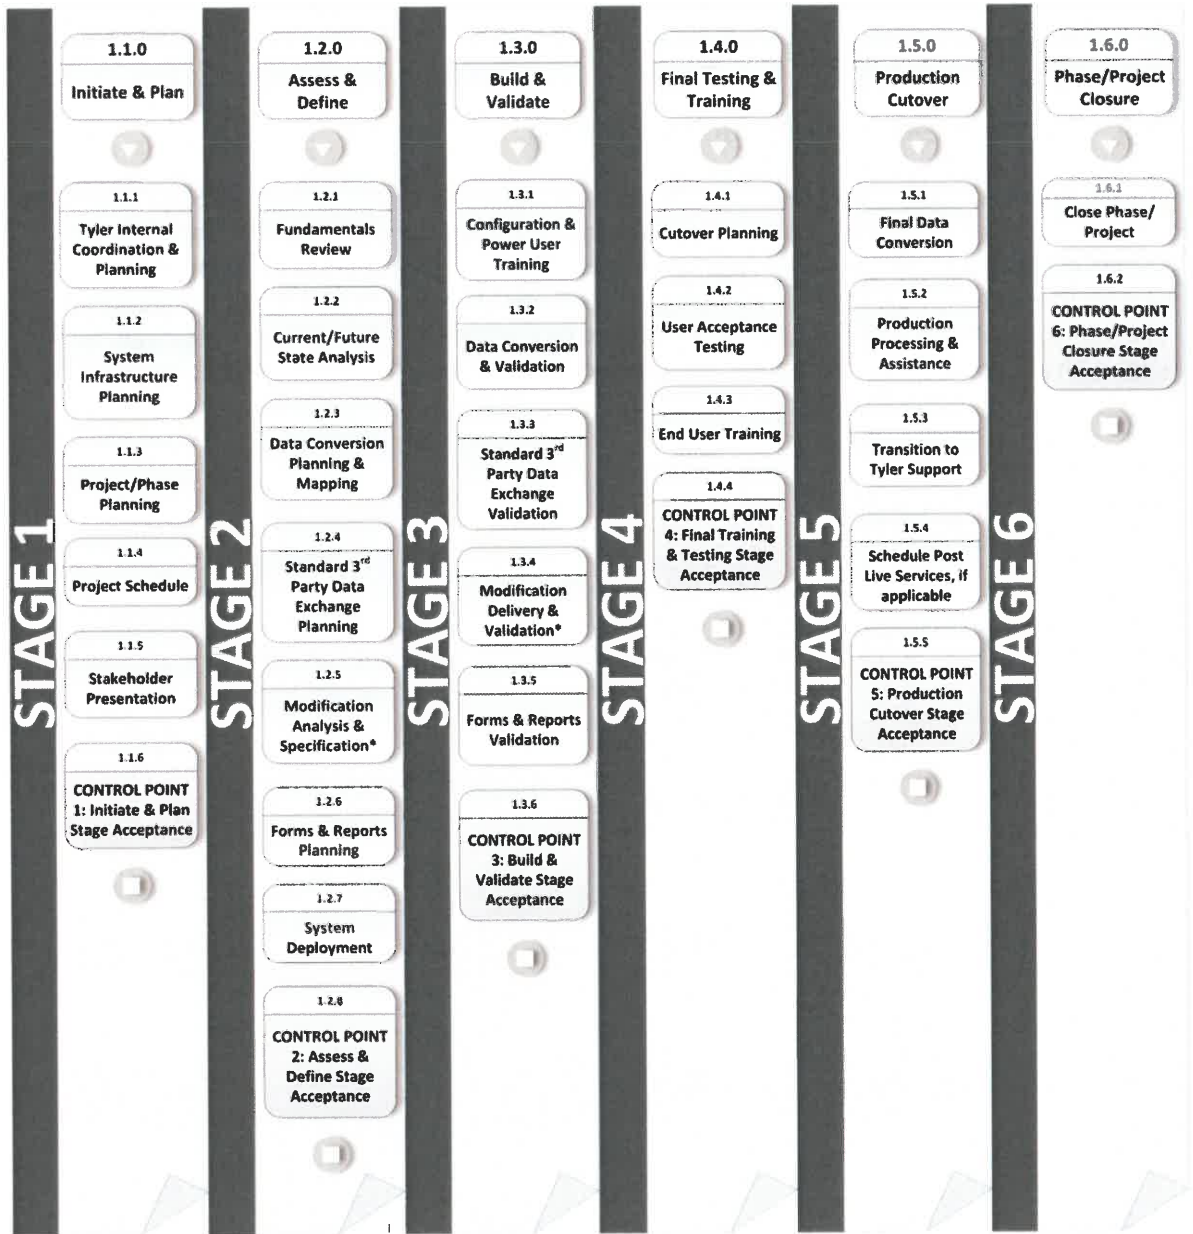 STAGE 1
1.1.0
Initiate & Plan
1.1.1
Tyler Internal
Coordination &
Planning
1.1.2
System
Infrastructure
Planning
1.1.3
Project/Phase
Planning
1.1.4
Project Schedule
1.1.5
Stakeholder
Presentation
1.1.6
CONTROL POINT
1: Initiate & Plan
Stage Acceptance
STAGE 2
1.2.0
Assess &
Define
1.2.1
Fundamentals
Review
1.2.2
Current/Future
State Analysis
1.2.3
Data Conversion
Planning &
Mapping
1.2.4
Standard 3rd
Party Data
Exchange
Planning
1.2.5
Modification
Analysis &
Specification*
1.2.6
Forms & Reports
Planning
1.2.7
System
Deployment
1.2.8
CONTROL POINT
2: Assess &
Define Stage
Acceptance
STAGE 3
1.3.0
Build &
Validate
1.3.1
Configuration &
Power User
Training
1.3.2
Data Conversion
& Validation
1.3.3
Standard 3rd
Party Data
Exchange
Validation
1.3.4
Modification
Delivery &
Validation*
1.3.5
Forms & Reports
Validation
1.3.6
CONTROL POINT
3: Build &
Validate Stage
Acceptance
STAGE 4
1.4.0
Final Testing &
Training
1.4.1
Cutover Planning
1.4.2
User Acceptance
Testing
1.4.3
End User Training
1.4.4
CONTROL POINT
4: Final Training
& Testing Stage
Acceptance
STAGE 5
1.5.0
Production
Cutover
1.5.1
Final Data
Conversion
1.5.2
Production
Processing &
Assistance
1.5.3
Transition to
Tyler Support
1.5.4
Schedule Post
Live Services, if
applicable
1.5.5
CONTROL POINT
5: Production
Cutover Stage
Acceptance
STAGE 6
1.6.0
Phase/Project
Closure
1.6.1
Close Phase/
Project
1.6.2
CONTROL POINT
6: Phase/Project
Closure Stage
Acceptance